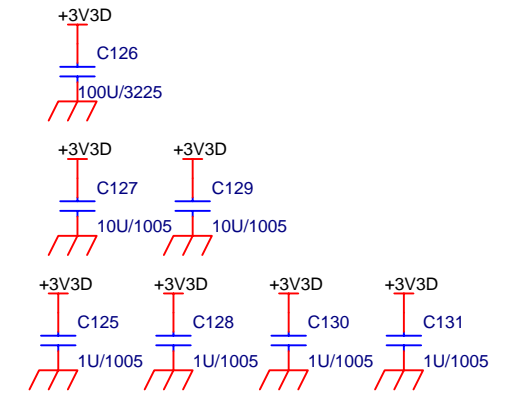 +3V3D
C126
100U/3225
+3V3D +3V3D
C127 C129
10U/1005 10U/1005
+3V3D +3V3D +3V3D +3V3D
C125 C128 C130 C131
1U/1005 1U/1005 1U/1005 1U/1005